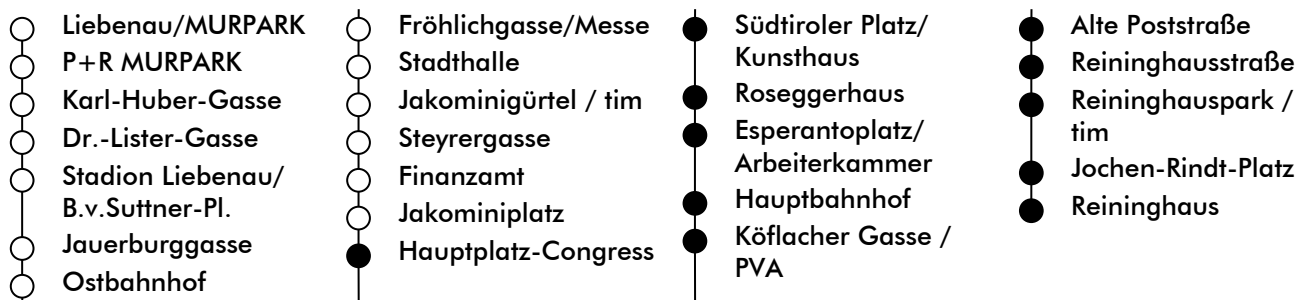 Liebenau/MURPARK
P+R MURPARK
Karl-Huber-Gasse
Dr.-Lister-Gasse
Stadion Liebenau/
B.v.Suttner-Pl.
Jauerburggasse
Ostbahnhof
Fröhlichgasse/Messe
Stadthalle
Jakominigürtel / tim
Steyrergasse
Finanzamt
Jakominiplatz
Hauptplatz-Congress
Südtiroler Platz/
Kunsthaus
Roseggerhaus
Esperantoplatz/
Arbeiterkammer
Hauptbahnhof
Köflacher Gasse /
PVA
Alte Poststraße
Reininghausstraße
Reininghauspark /
tim
Jochen-Rindt-Platz
Reininghaus